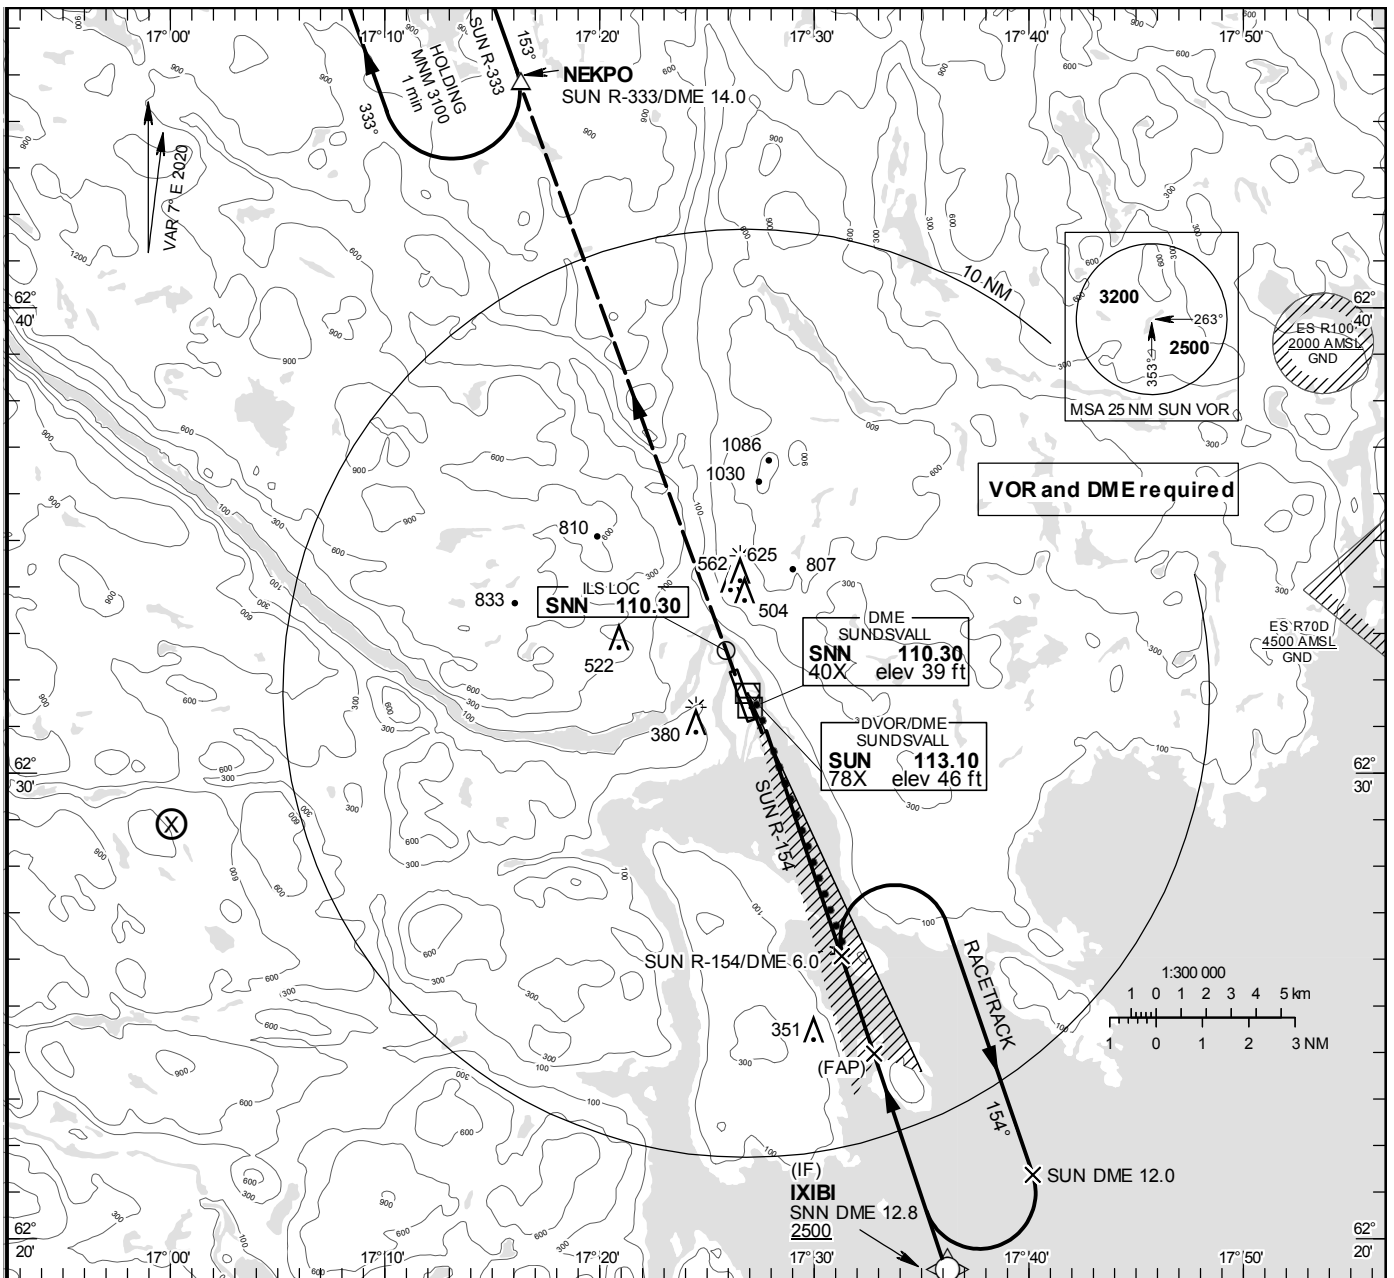 17° 00' 17°10' 17°20' 17°30' 17°40' 17°50'
153°
SUN R-333
HOLDING
MNM 3100
1 min
333°
NEKPO
SUN R-333/DME 14.0
VAR 7° E 2020
10 NM
3200
263°
2500
353°
MSA 25 NM SUN VOR
62°
40'
62°
40'
ES R100
2000 AMSL
GND
1086
1030
VOR and DME required
810
562
625
807
504
833
ILS LOC
SNN 110.30
522
DME
SUNDSVALL
SNN 110.30
40X elev 39 ft
ES R70D
4500 AMSL
GND
380
DVOR/DME
SUNDSVALL
SUN 113.10
78X elev 46 ft
62°
30'
62°
30'
X
SUN R-154
SUN R-154/DME 6.0
RACETRACK
1:300 000
1 0 1 2 3 4 5 km
1 0 1 2 3 NM
351
(FAP)
154°
SUN DME 12.0
(IF)
IXIBI
SNN DME 12.8
2500
62°
20'
62°
20'
17° 00' 17°10' 17°20' 17°30' 17°40' 17°50'